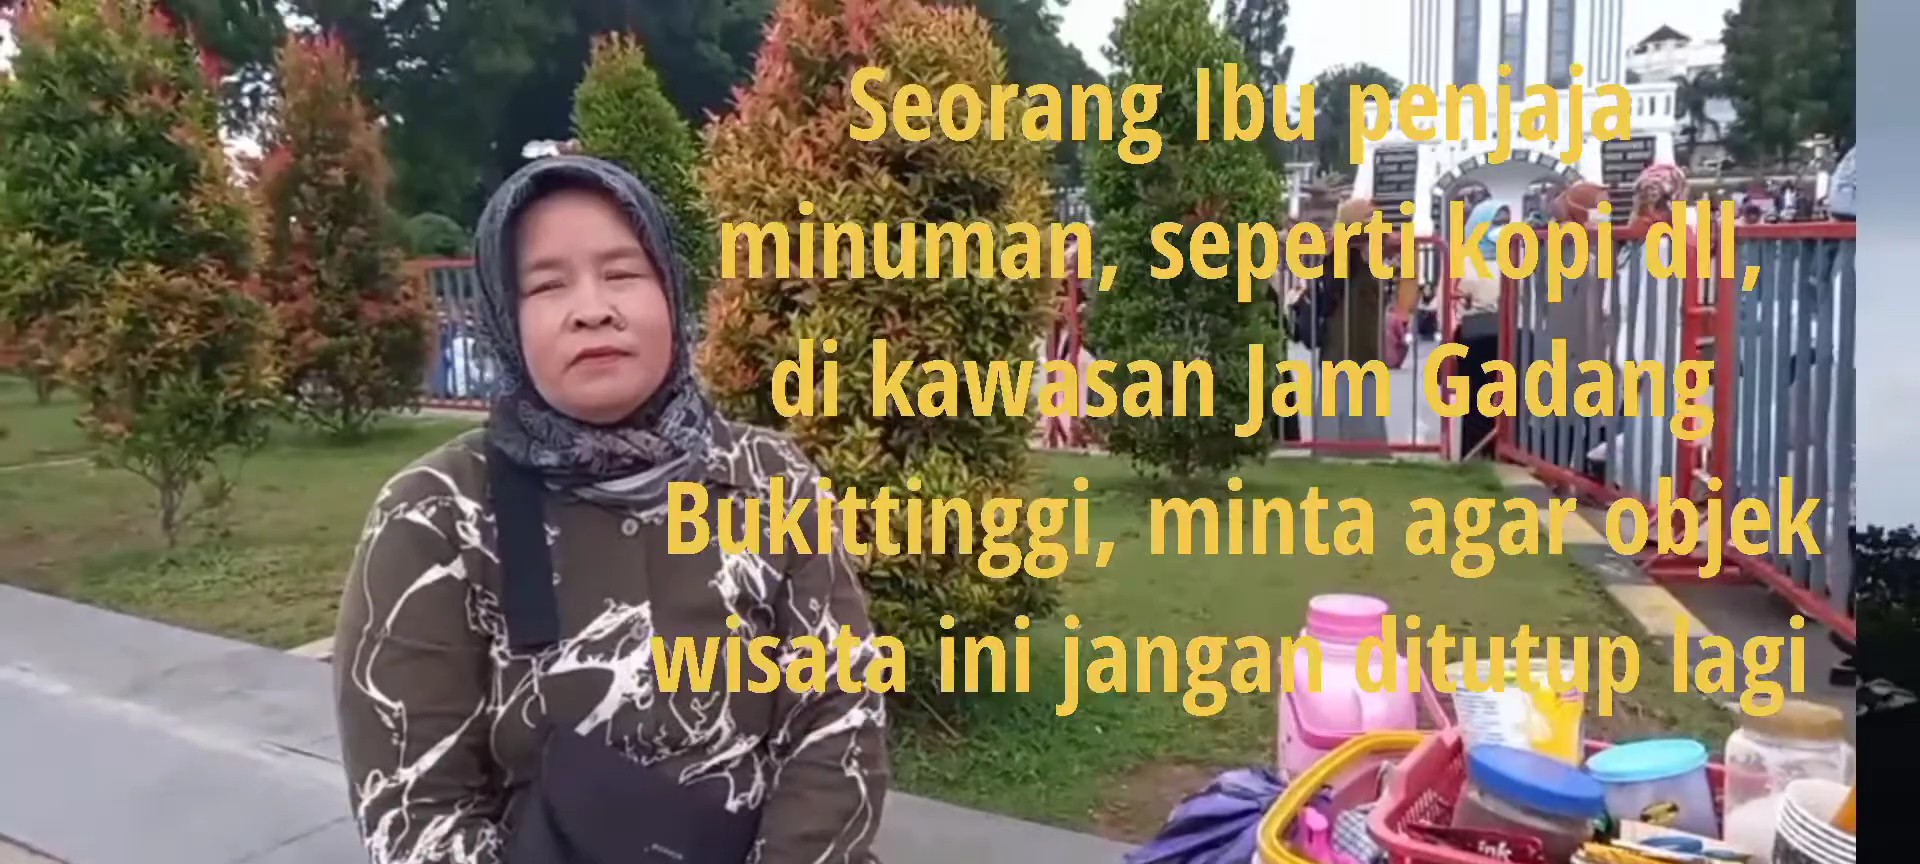 Seorang Ibu penjaja
minuman, seperti kopi dll,
di kawasan Jam Gadang
Bukittinggi, minta agar objek
wisata ini jangan ditutup lagi